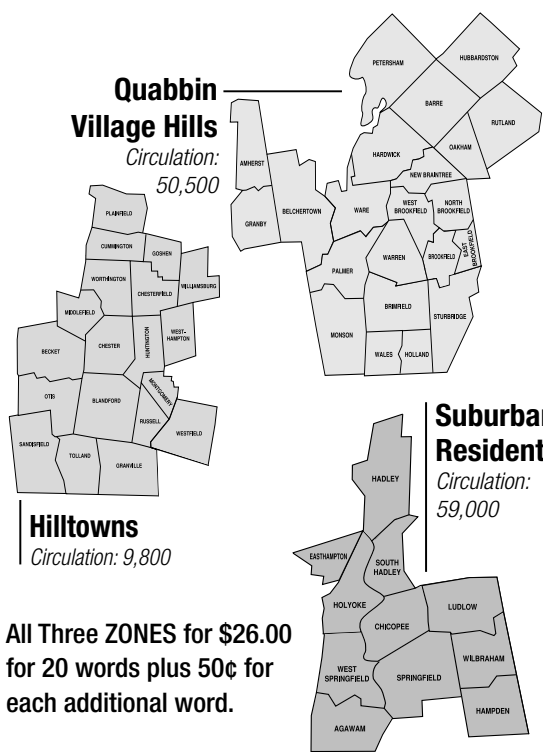 Quabbin
Village Hills
Circulation:
50,500
PETERSHAM
HUBBARDSTON
BARRE
RUTLAND
OAKHAM
HARDWICK
NEW BRAINTREE
AMHERST
GRANBY
BELCHERTOWN
WARE
WEST
BROOKFIELD
NORTH
BROOKFIELD
EAST
BROOKFIELD
BROOKFIELD
WARREN
PALMER
BRIMFIELD
STURBRIDGE
MONSON
WALES
HOLLAND
PLAINFIELD
CUMMINGTON
GOSHEN
WORTHINGTON
CHESTERFIELD
WILLIAMSBURG
MIDDLEFIELD
WEST-
HAMPTON
CHESTER
HUNTINGTON
BECKET
MONTGOMERY
OTIS
BLANDFORD
RUSSELL
WESTFIELD
SANDISFIELD
TOLLAND
GRANVILLE
Hilltowns
Circulation: 9,800
Suburban
Resident
Circulation:
59,000
HADLEY
EASTHAMPTON
SOUTH
HADLEY
HOLYOKE
CHICOPEE
LUDLOW
WEST
SPRINGFIELD
SPRINGFIELD
WILBRAHAM
HAMPDEN
AGAWAM
All Three ZONES for $26.00
for 20 words plus 50¢ for
each additional word.